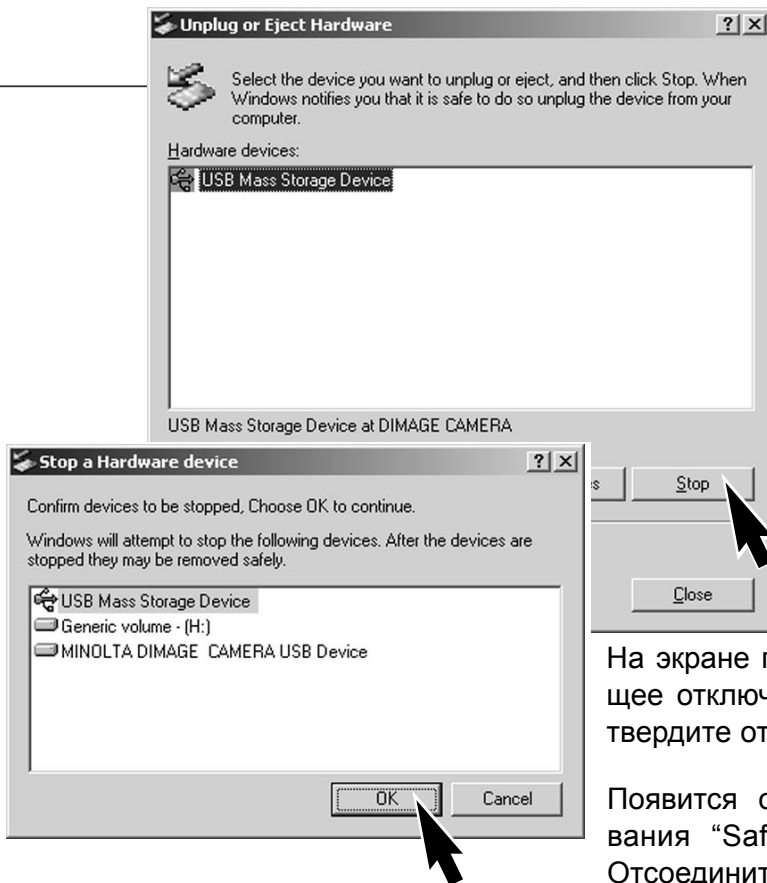 Unplug or Eject Hardware
Select the device you want to unplug or eject, and then click Stop. When
Windows notifies you that it is safe to do so unplug the device from your
computer.
Hardware devices:
USB Mass Storage Device
USB Mass Storage Device at DIMAGE CAMERA
Stop
Close
Stop a Hardware device
Confirm devices to be stopped, Choose OK to continue.
Windows will attempt to stop the following devices. After the devices are
stopped they may be removed safely.
USB Mass Storage Device
Generic volume - (H:)
MINOLTA DIMAGE CAMERA USB Device
OK
Cancel
На экране
щее
твердите
Появится
вания